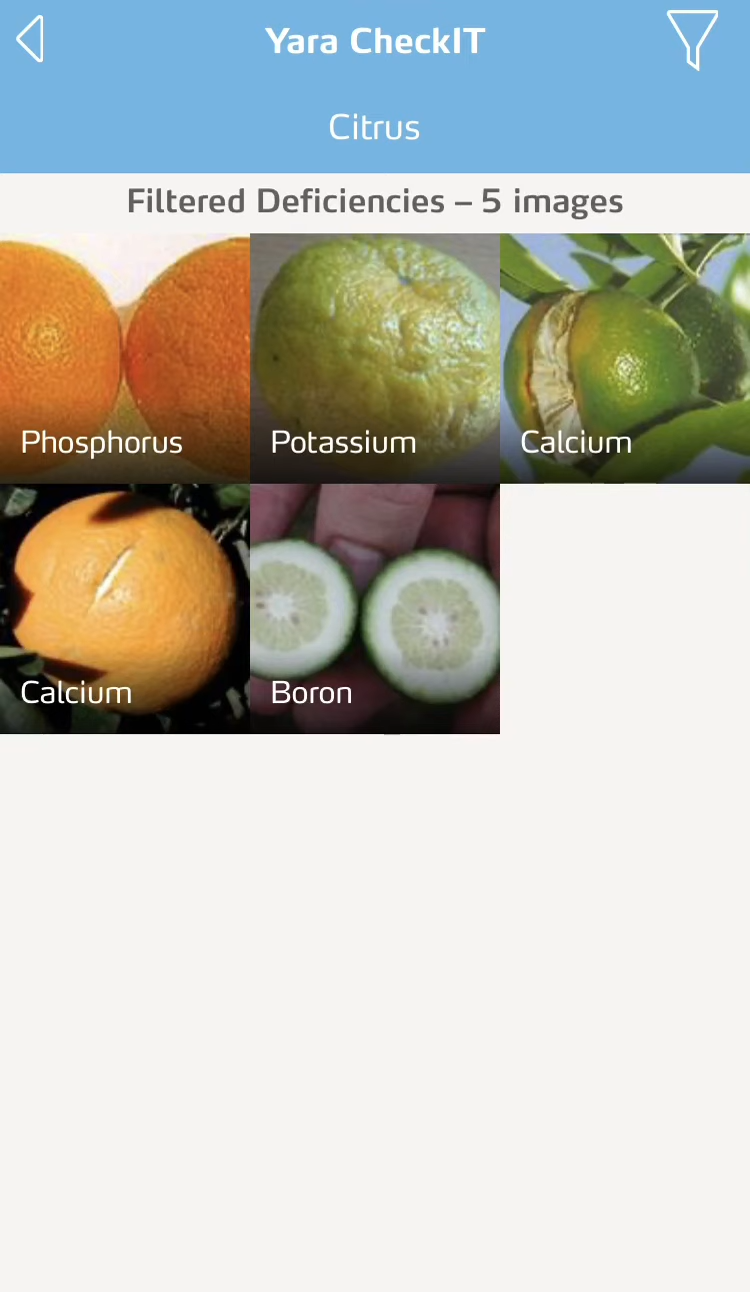 Yara CheckIT
Citrus
Filtered Deficiencies – 5 images
Phosphorus
Potassium
Calcium
Calcium
Boron